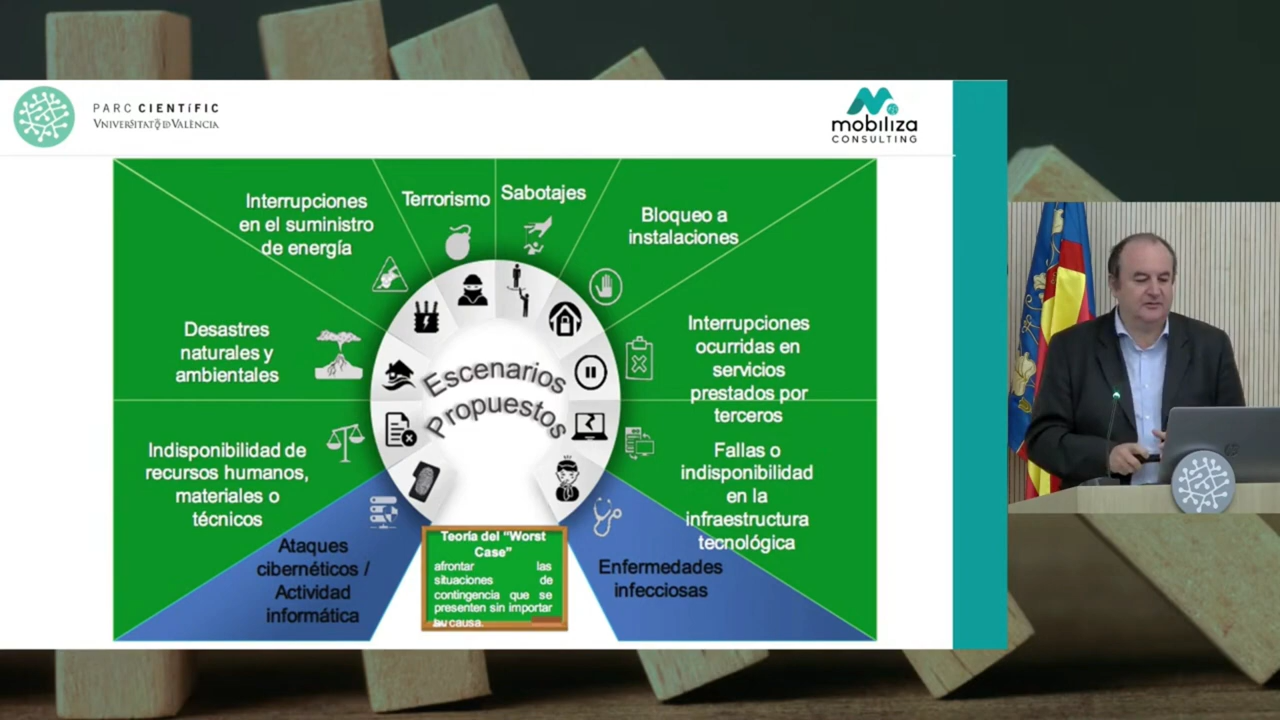 PARC CIENTÍFIC
VNIVERSITATǾDVALÈNCIA
mobiliza
CONSULTING
Interrupciones
en el suministro
de energía
Terrorismo
Sabotajes
Bloqueo a
instalaciones
Desastres
naturales y
ambientales
Interrupciones
ocurridas en
servicios
prestados por
terceros
Escenarios
Propuestos
Indisponibilidad de
recursos humanos,
materiales o
técnicos
Fallas o
indisponibilidad
en la
infraestructura
tecnológica
Ataques
cibernéticos /
Actividad
informática
Teoría del "Worst
Case"
afrontar las
situaciones de
contingencia que se
presenten sin importar
su causa.
Enfermedades
infecciosas